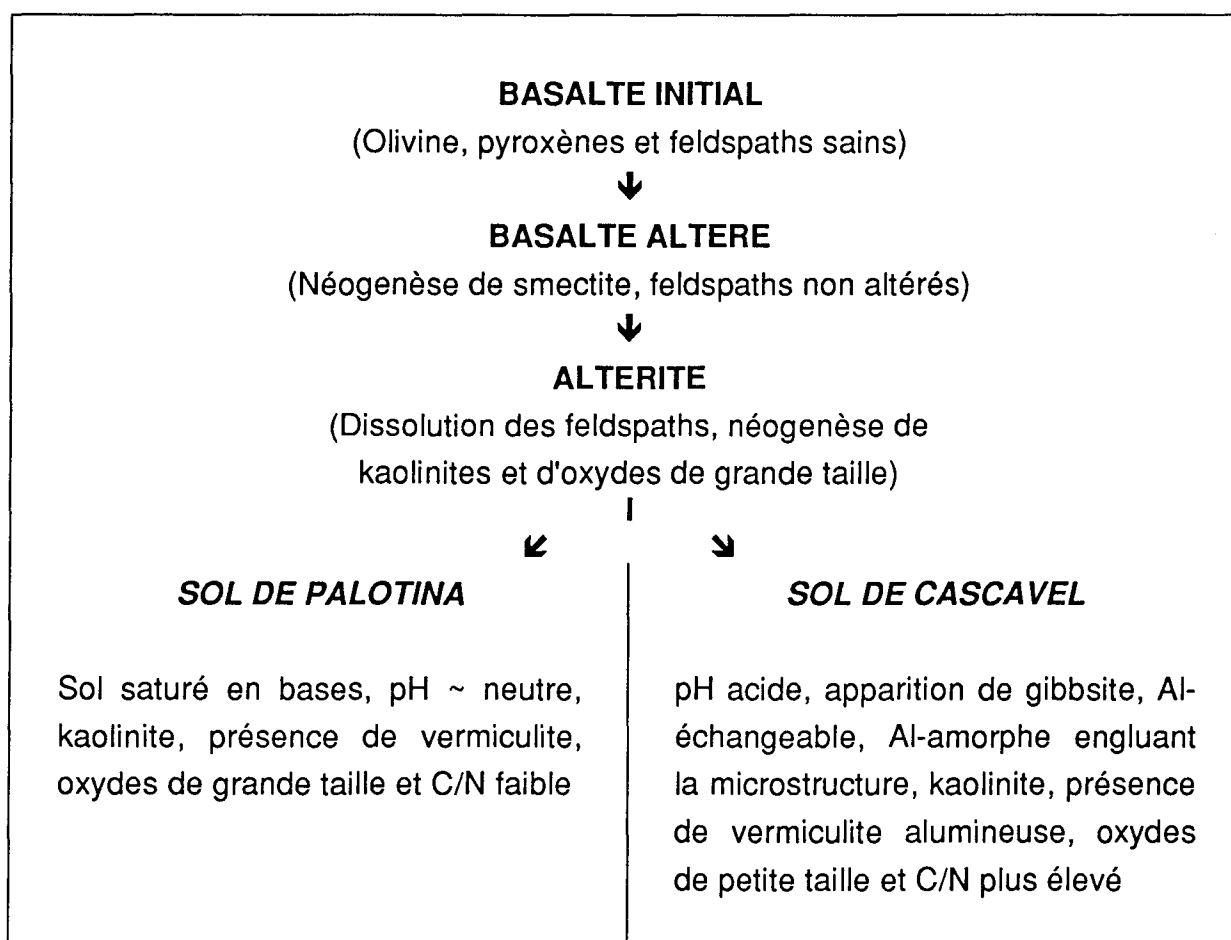 BASALTE INITIAL
(Olivine, pyroxènes et feldspaths sains)
BASALTE ALTERE
(Néogenèse de smectite, feldspaths non altérés)
ALTERITE
(Dissolution des feldspaths, néogenèse de
kaolinites et d'oxydes de grande taille)
SOL DE PALOTINA
Sol saturé en bases, pH ~ neutre,
kaolinite, présence de vermiculite,
oxydes de grande taille et C/N faible
SOL DE CASCAVEL
pH acide, apparition de gibbsite, Al-
échangeable, Al-amorphe engluant
la microstructure, kaolinite, présence
de vermiculite alumineuse, oxydes
de petite taille et C/N plus élevé